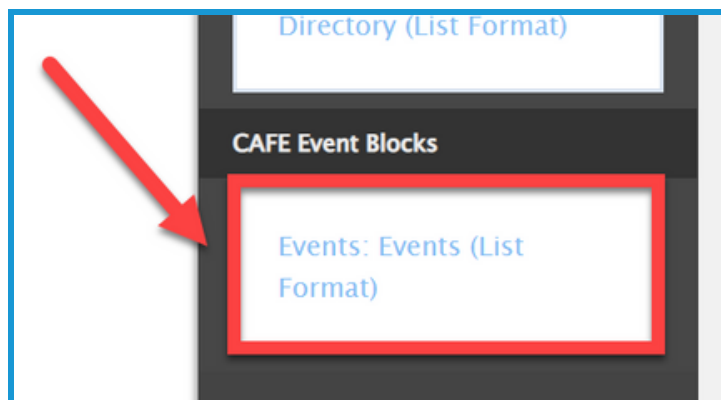 Directory (List Format)
CAFE Event Blocks
Events: Events (List
Format)